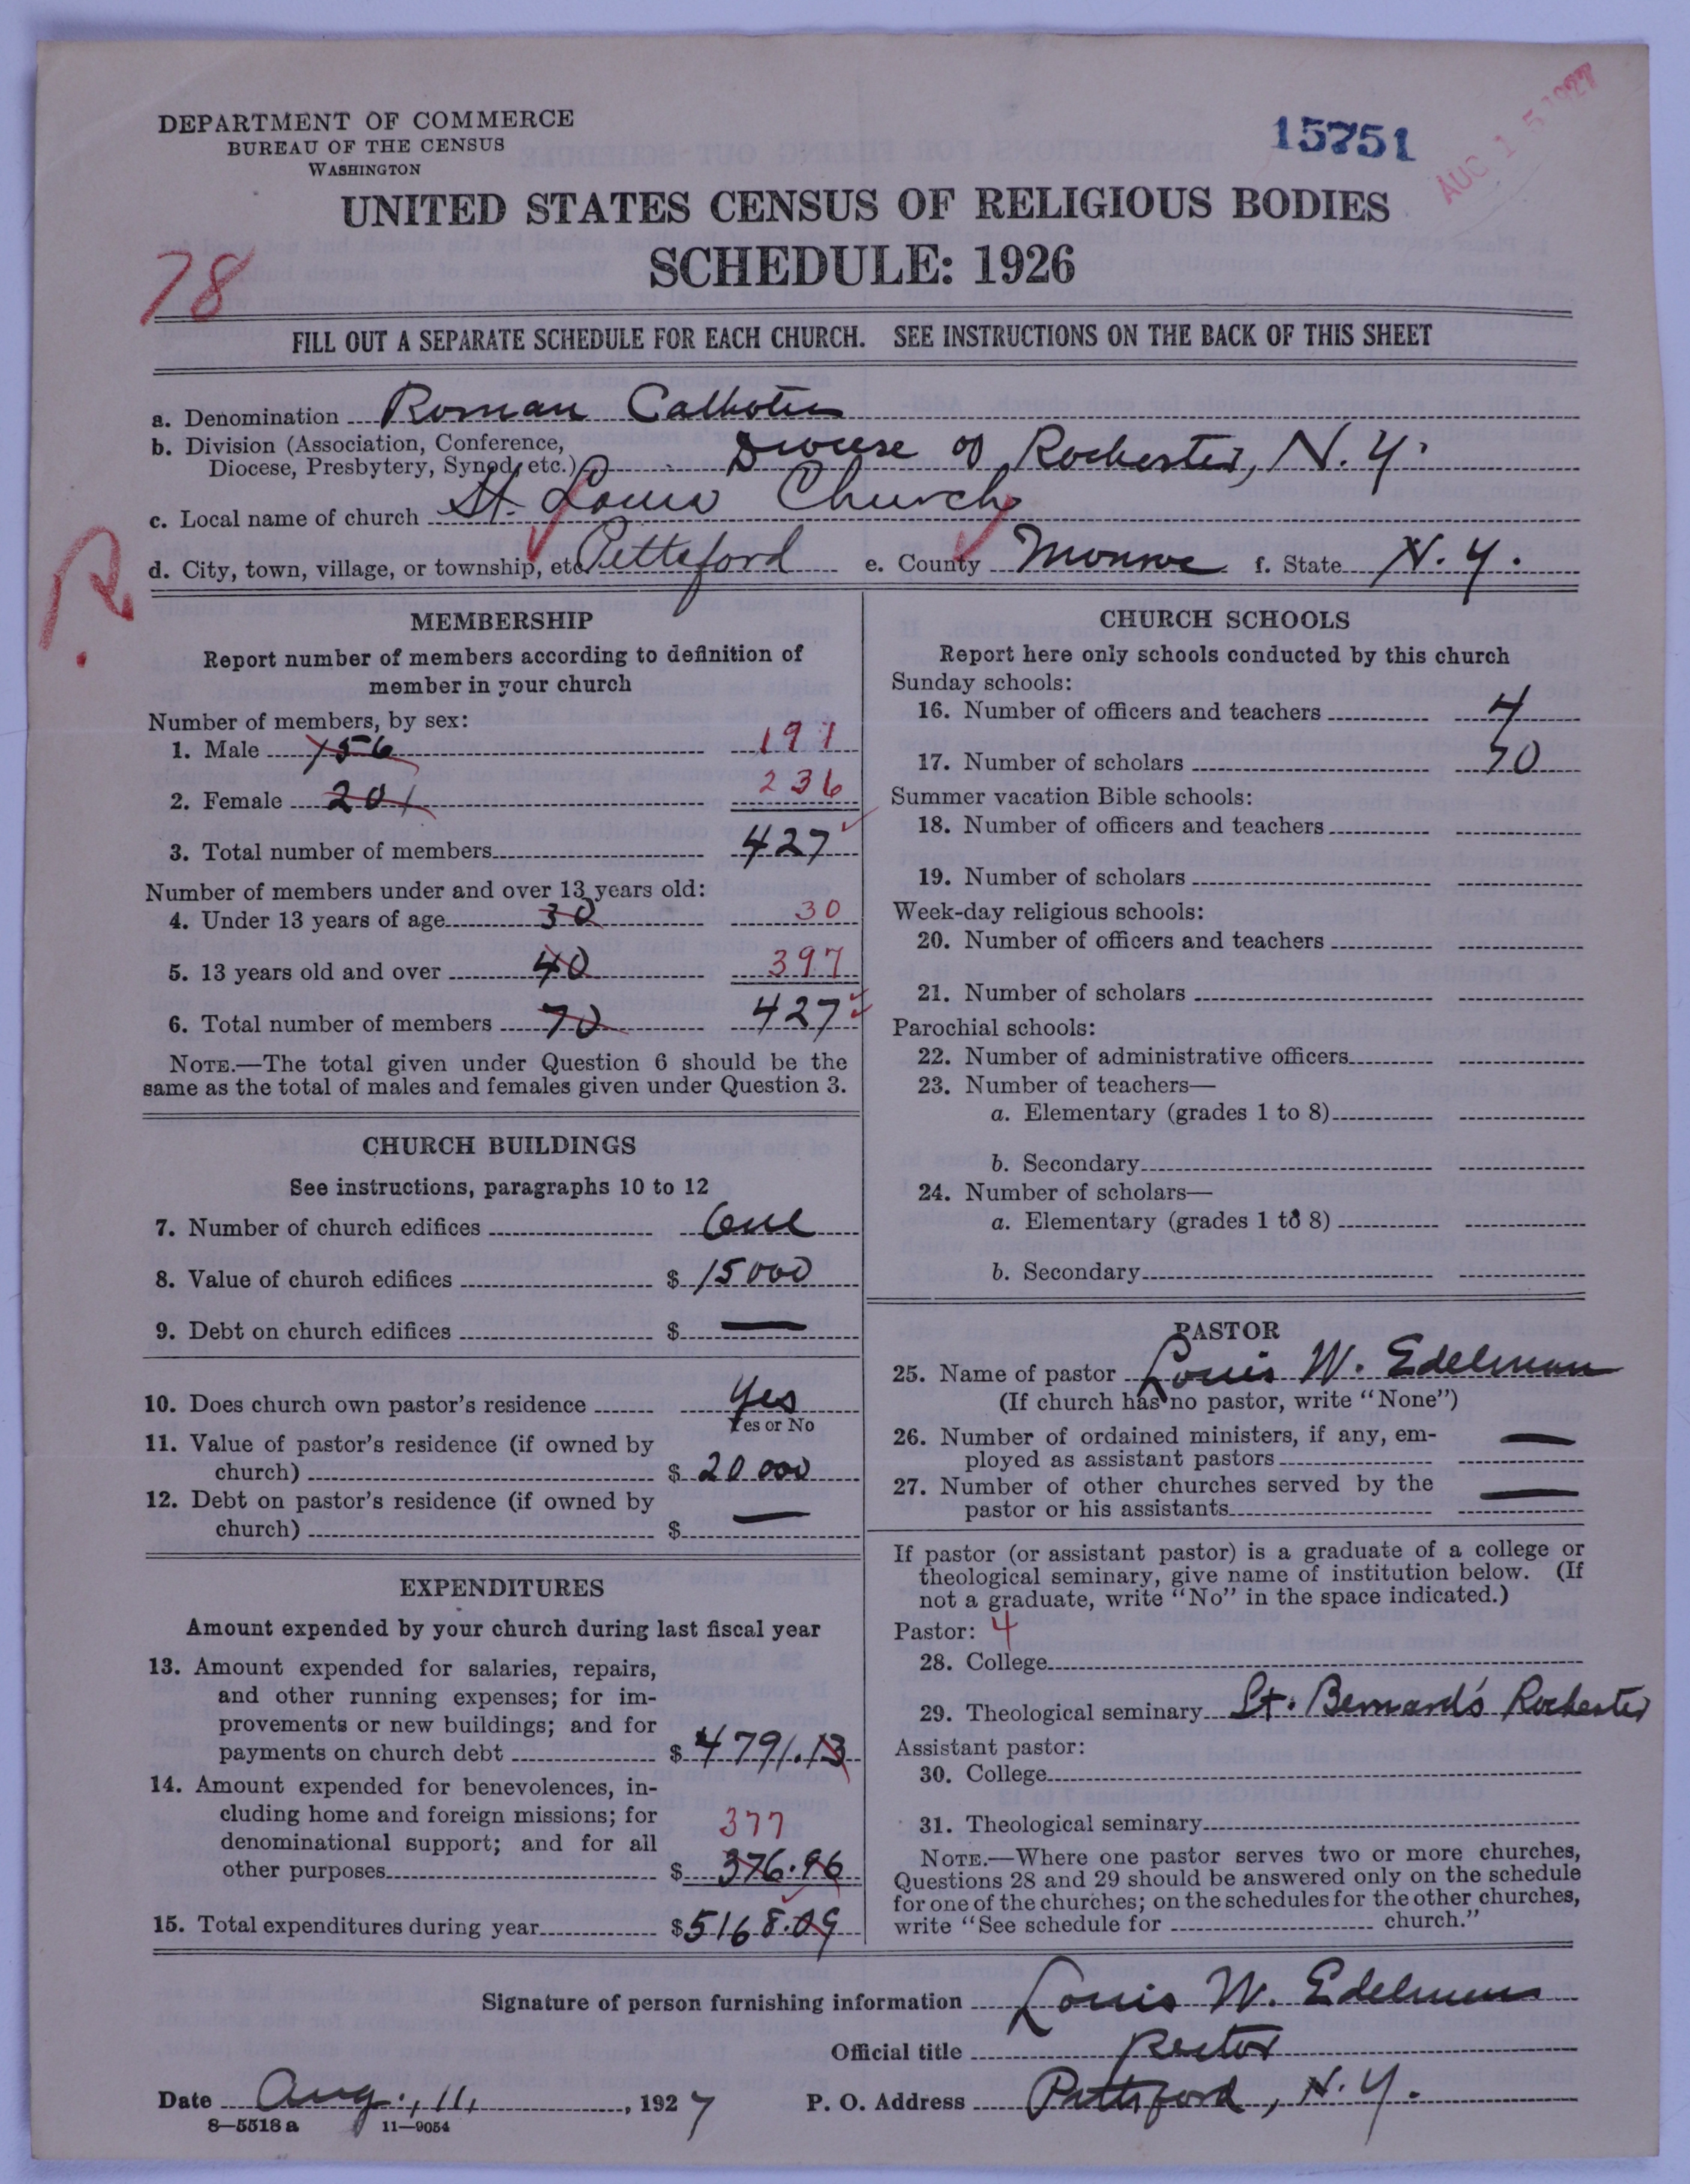 DEPARTMENT OF COMMERCE
BUREAU OF THE CENSUS
WASHINGTON
15751
AUG 15 1927
UNITED STATES CENSUS OF RELIGIOUS BODIES
SCHEDULE: 1926
78
FILL OUT A SEPARATE SCHEDULE FOR EACH CHURCH. SEE INSTRUCTIONS ON THE BACK OF THIS SHEET
a. Denomination Roman Catholic
b. Division (Association, Conference,
Diocese, Presbytery, Synod, etc.) Diocese of Rochester, N.Y.
c. Local name of church St. Louis Church
d. City, town, village, or township, etc. Pittsford e. County Monroe f. State N.Y.
MEMBERSHIP
Report number of members according to definition of
member in your church
Number of members, by sex:
1. Male 156 191
2. Female 201 236
3. Total number of members 427
Number of members under and over 13 years old:
4. Under 13 years of age 30 30
5. 13 years old and over 40 397
6. Total number of members 70 427
NOTE.—The total given under Question 6 should be the
same as the total of males and females given under Question 3.
CHURCH BUILDINGS
See instructions, paragraphs 10 to 12
7. Number of church edifices One
8. Value of church edifices $ 15000
9. Debt on church edifices $ —
10. Does church own pastor's residence Yes
Yes or No
11. Value of pastor's residence (if owned by
church) $ 20000
12. Debt on pastor's residence (if owned by
church) $ —
EXPENDITURES
Amount expended by your church during last fiscal year
13. Amount expended for salaries, repairs,
and other running expenses; for im-
provements or new buildings; and for
payments on church debt $ 4791.13
14. Amount expended for benevolences, in-
cluding home and foreign missions; for
denominational support; and for all
377
other purposes $ 376.96
15. Total expenditures during year $ 5168.09
CHURCH SCHOOLS
Report here only schools conducted by this church
Sunday schools:
16. Number of officers and teachers 4
17. Number of scholars 70
Summer vacation Bible schools:
18. Number of officers and teachers
19. Number of scholars
Week-day religious schools:
20. Number of officers and teachers
21. Number of scholars
Parochial schools:
22. Number of administrative officers
23. Number of teachers—
a. Elementary (grades 1 to 8)
b. Secondary
24. Number of scholars—
a. Elementary (grades 1 to 8)
b. Secondary
PASTOR
25. Name of pastor Louis W. Edelman
(If church has no pastor, write "None")
26. Number of ordained ministers, if any, em-
ployed as assistant pastors —
27. Number of other churches served by the
pastor or his assistants —
If pastor (or assistant pastor) is a graduate of a college or
theological seminary, give name of institution below. (If
not a graduate, write "No" in the space indicated.)
Pastor: 4
28. College
29. Theological seminary St. Bernard's Rochester
Assistant pastor:
30. College
31. Theological seminary
NOTE.—Where one pastor serves two or more churches,
Questions 28 and 29 should be answered only on the schedule
for one of the churches; on the schedules for the other churches,
write "See schedule for church."
Signature of person furnishing information Louis W. Edelman
Official title Rector
Date Aug. 11, 1927 P. O. Address Pittsford, N.Y.
8—5518 a 11—9054